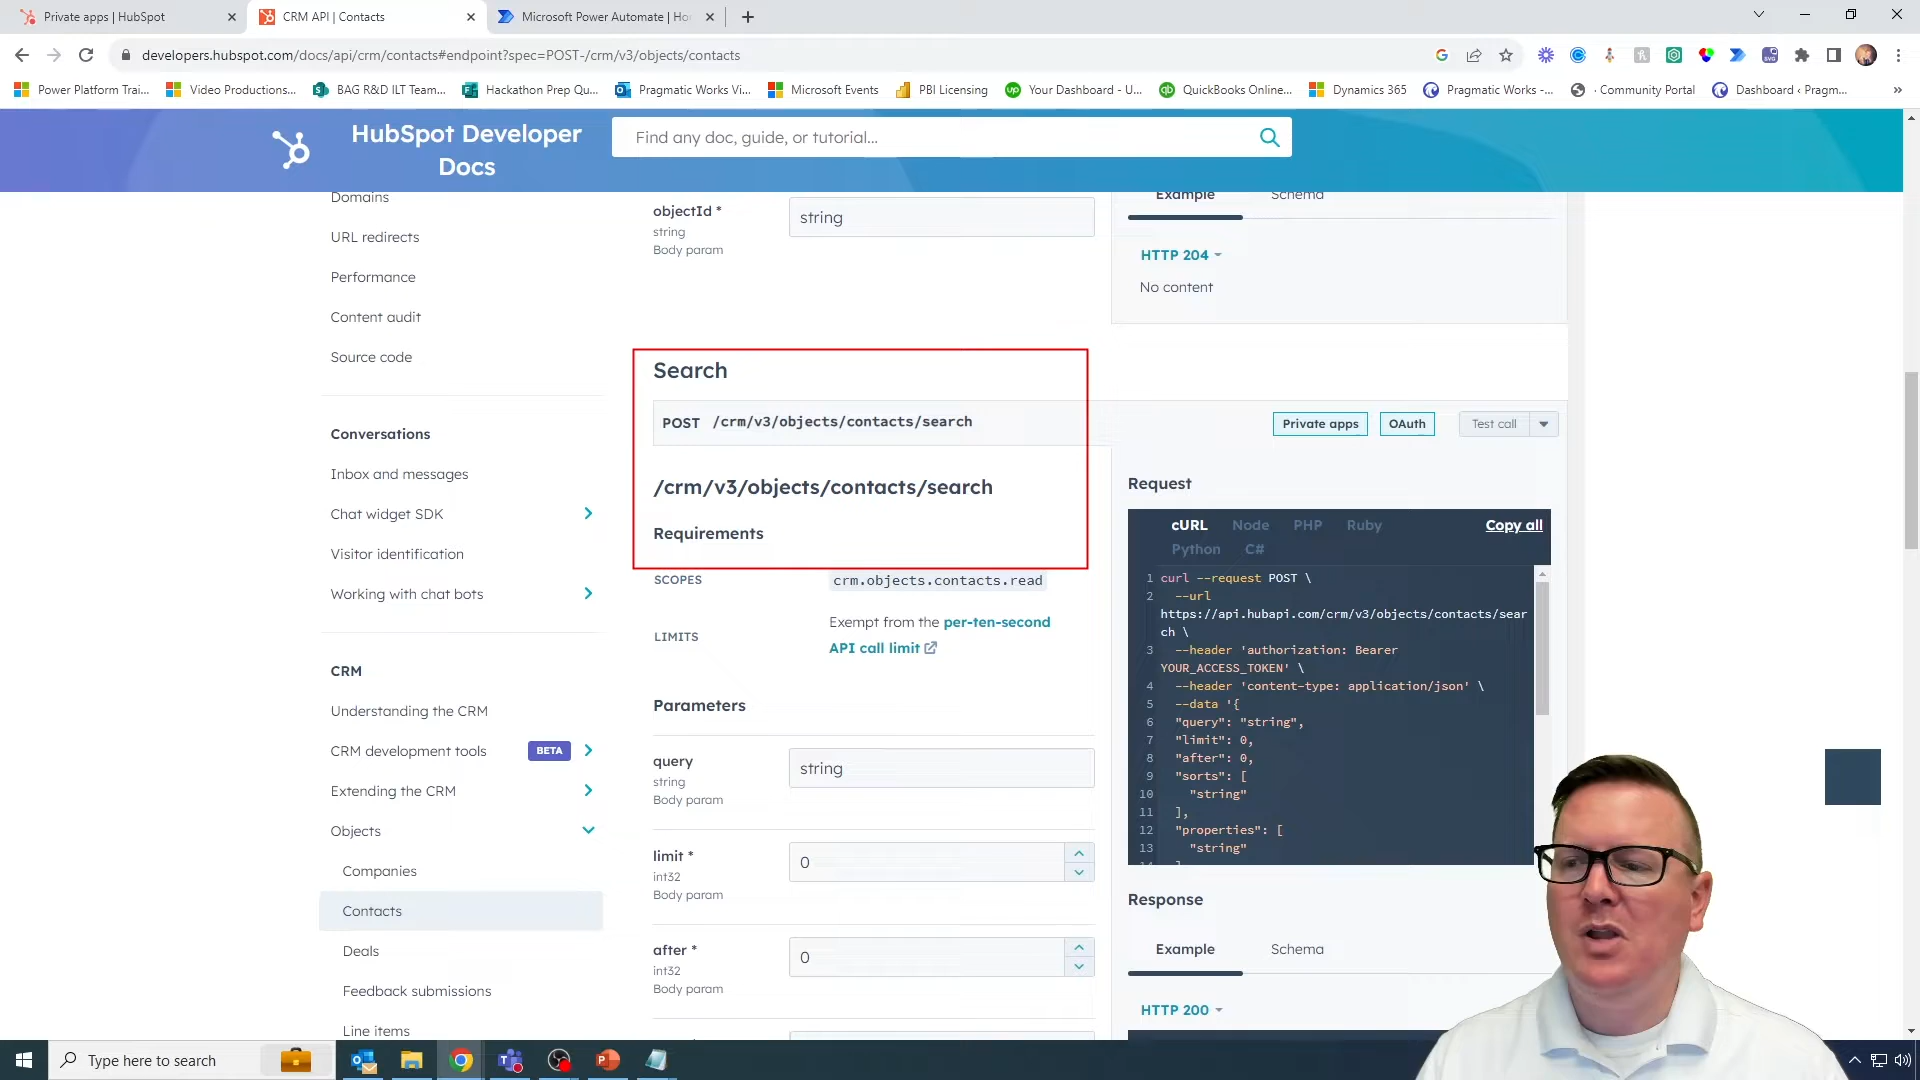 Private apps | HubSpot
CRM API | Contacts
Microsoft Power Automate | Ho
developers.hubspot.com/docs/api/crm/contacts#endpoint?spec=POST-/crm/v3/objects/contacts
Power Platform Trai...
Video Productions...
BAG R&D ILT Team...
Hackathon Prep Qu...
Pragmatic Works Vi...
Microsoft Events
PBI Licensing
Your Dashboard - U...
QuickBooks Online...
Dynamics 365
Pragmatic Works -...
· Community Portal
Dashboard ‹ Pragm...
»
HubSpot Developer
Docs
Find any doc, guide, or tutorial...
Domains
URL redirects
Performance
Content audit
Source code
Conversations
Inbox and messages
Chat widget SDK
Visitor identification
Working with chat bots
CRM
Understanding the CRM
CRM development tools BETA
Extending the CRM
Objects
Companies
Contacts
Deals
Feedback submissions
Line items
objectId *
string
Body param
string
Search
POST /crm/v3/objects/contacts/search
/crm/v3/objects/contacts/search
Requirements
SCOPES crm.objects.contacts.read
LIMITS
Exempt from the per-ten-second
API call limit
Parameters
query
string
Body param
string
limit *
int32
Body param
0
after *
int32
Body param
0
Example Schema
HTTP 204
No content
Private apps OAuth Test call
Request
cURL Node PHP Ruby
Python C#
Copy all
1 curl --request POST \
2 --url
https://api.hubapi.com/crm/v3/objects/contacts/sear
ch \
3 --header 'authorization: Bearer
YOUR_ACCESS_TOKEN' \
4 --header 'content-type: application/json' \
5 --data '{
6 "query": "string",
7 "limit": 0,
8 "after": 0,
9 "sorts": [
10 "string"
11 ],
12 "properties": [
13 "string"
Response
Example Schema
HTTP 200
Type here to search